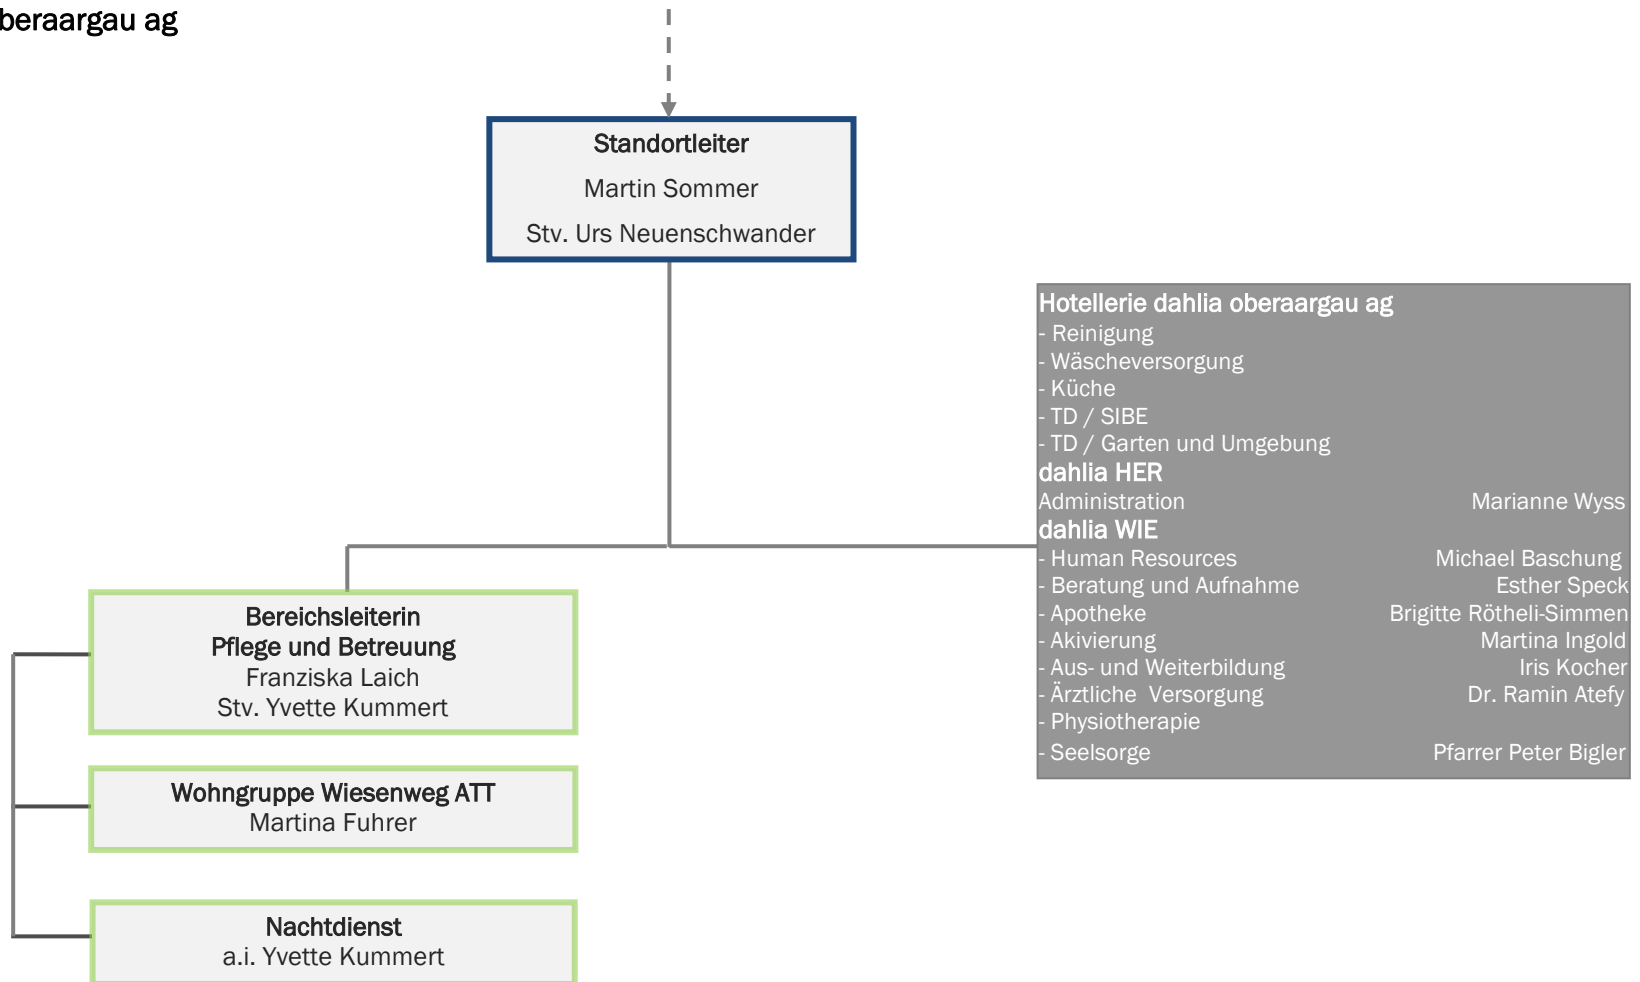 beraargau ag
Standortleiter
Martin Sommer
Stv. Urs Neuenschwander
Hotellerie dahlia oberaargau ag
- Reinigung
- Wäscheversorgung
- Küche
- TD / SIBE
- TD / Garten und Umgebung
dahlia HER
Administration Marianne Wyss
dahlia WIE
- Human Resources Michael Baschung
- Beratung und Aufnahme Esther Speck
- Apotheke Brigitte Rötheli-Simmen
- Akivierung Martina Ingold
- Aus- und Weiterbildung Iris Kocher
- Ärztliche Versorgung Dr. Ramin Atefy
- Physiotherapie
- Seelsorge Pfarrer Peter Bigler
Bereichsleiterin
Pflege und Betreuung
Franziska Laich
Stv. Yvette Kummert
Wohngruppe Wiesenweg ATT
Martina Fuhrer
Nachtdienst
a.i. Yvette Kummert